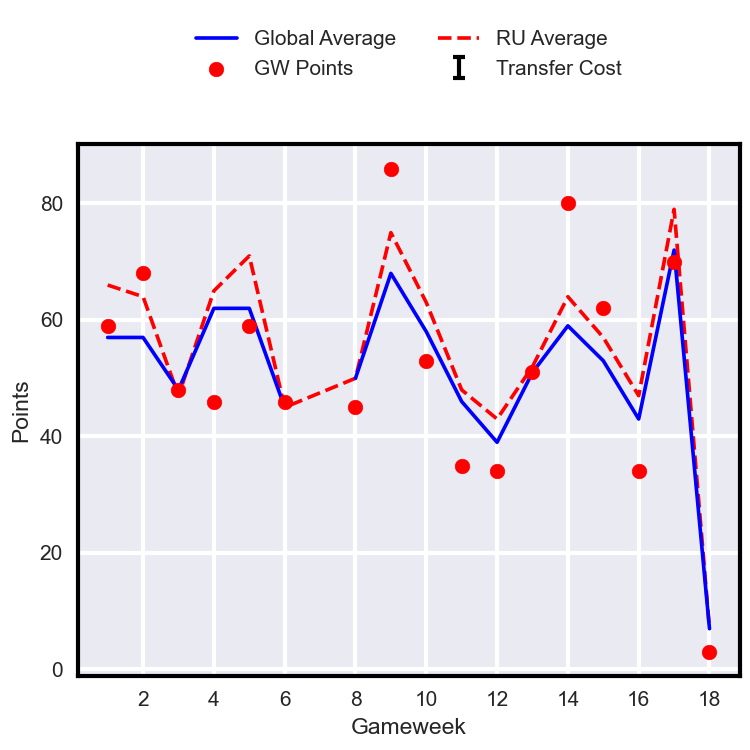 Global Average RU Average
GW Points Transfer Cost
80
60
40
20
0
Points
2 4 6 8 10 12 14 16 18
Gameweek